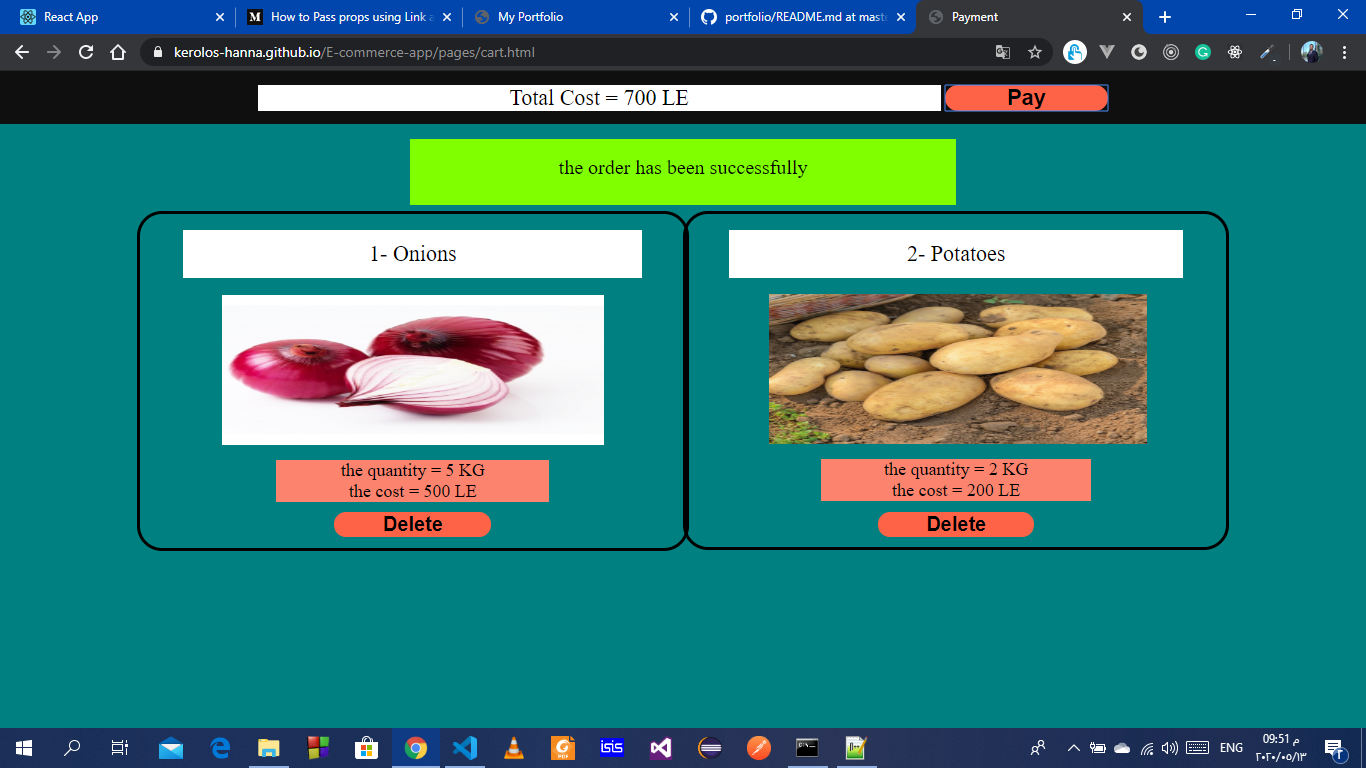 React App
How to Pass props using Link a
My Portfolio
portfolio/README.md at maste
Payment
kerolos-hanna.github.io/E-commerce-app/pages/cart.html
Total Cost = 700 LE
Pay
the order has been successfully
1- Onions
2- Potatoes
the quantity = 5 KG
the cost = 500 LE
Delete
the quantity = 2 KG
the cost = 200 LE
Delete
isis
ENG
09:51 م
٢٠٢٠/٠٥/١٣